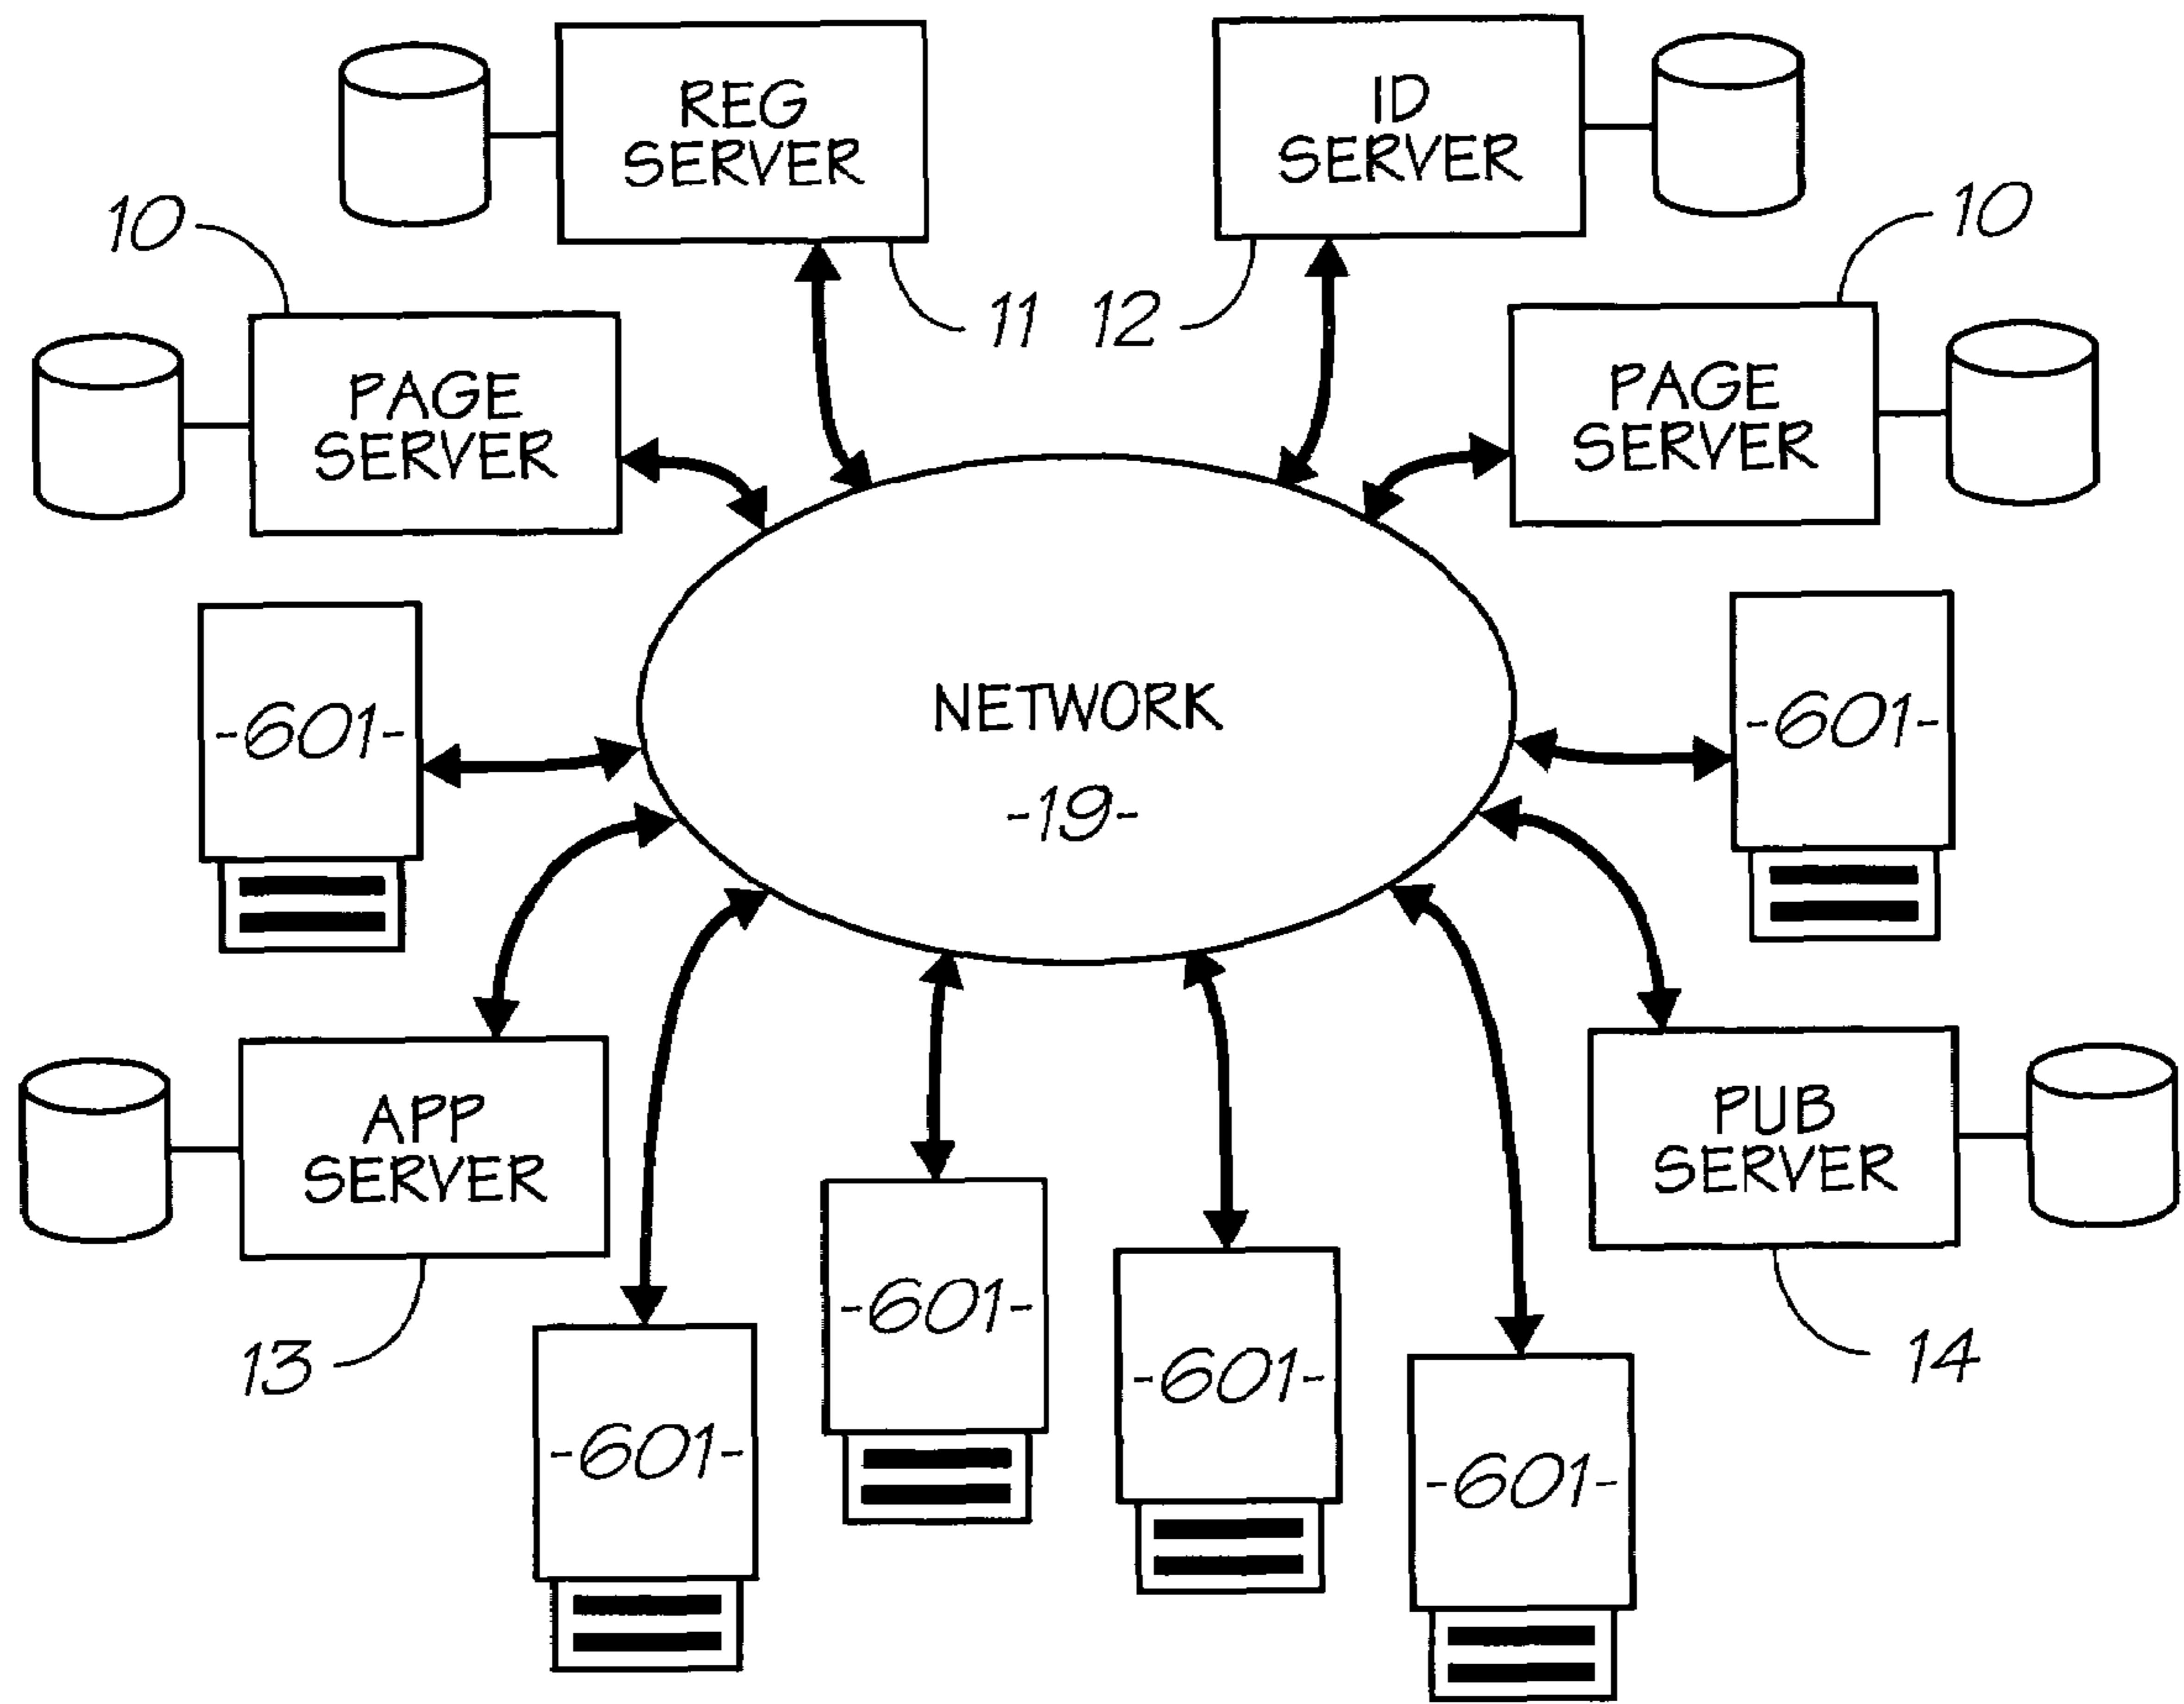 REG
SERVER
ID
SERVER
10
10
11
12
PAGE
SERVER
PAGE
SERVER
-601-
NETWORK
-19-
-601-
APP
SERVER
PUB
SERVER
13
14
-601-
-601-
-601-
-601-